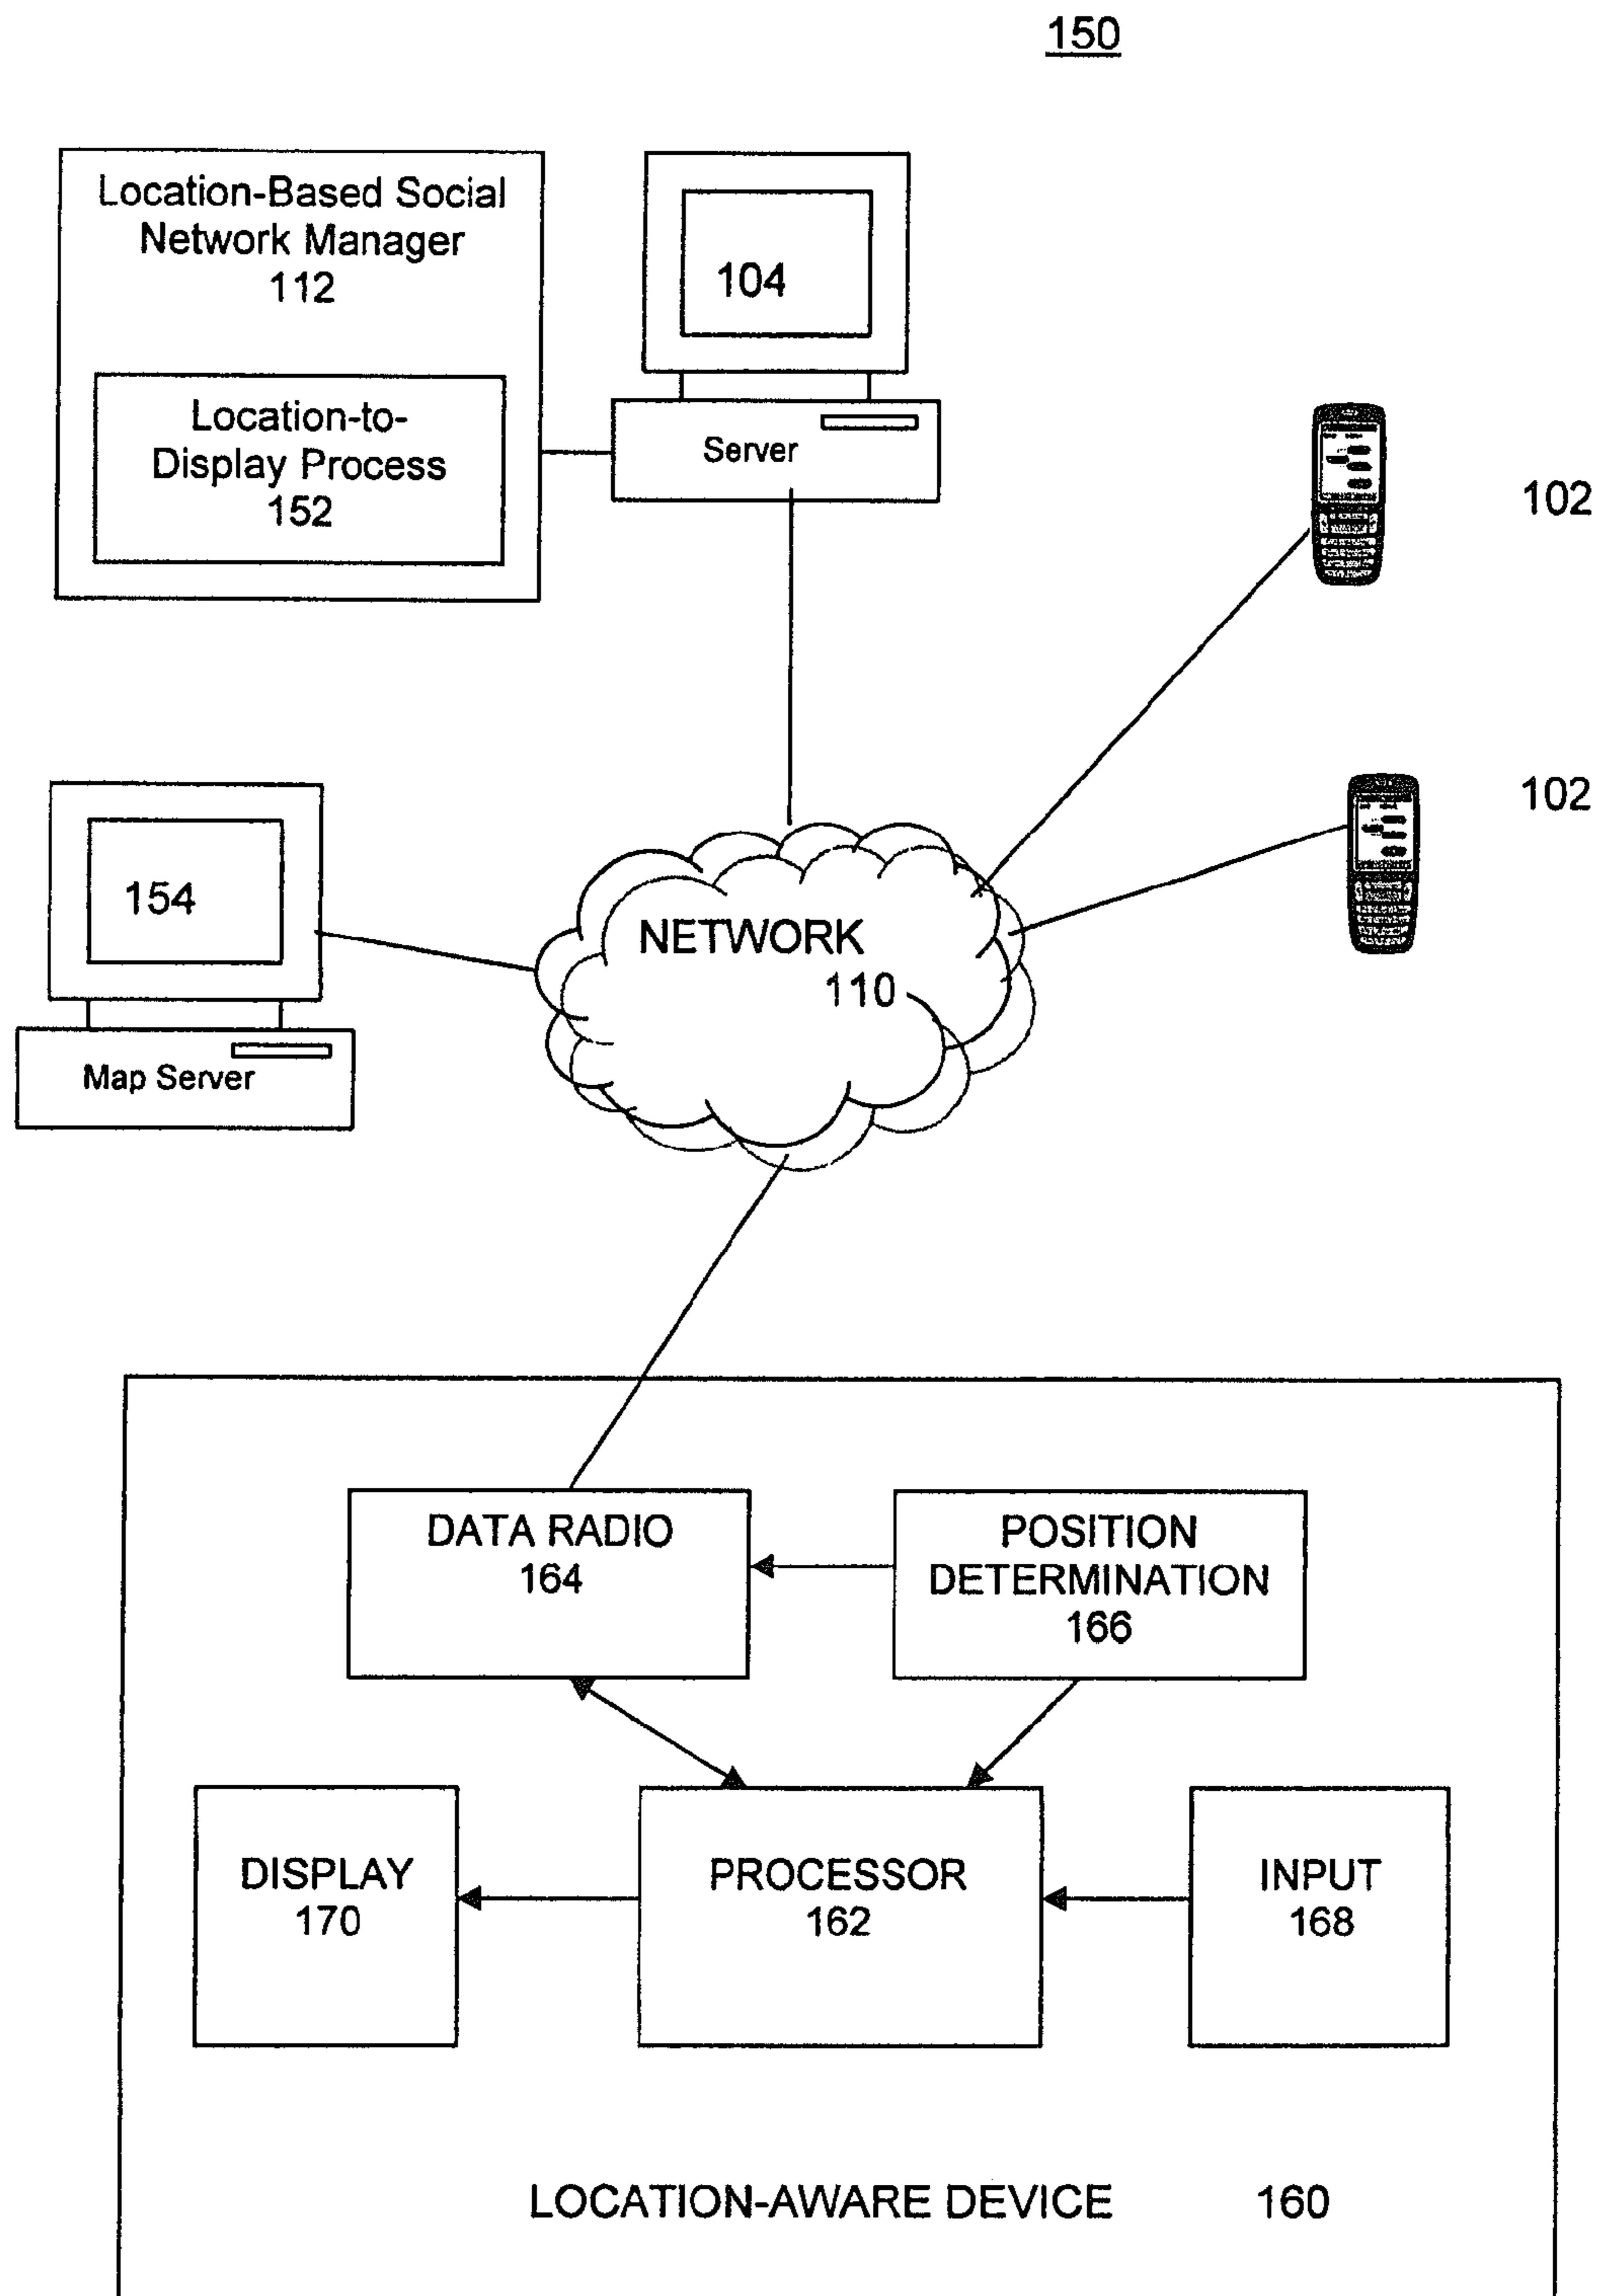 150
Location-Based Social
Network Manager
112
Location-to-
Display Process
152
104
Server
102
102
154
Map Server
NETWORK
110
DATA RADIO
164
POSITION
DETERMINATION
166
DISPLAY
170
PROCESSOR
162
INPUT
168
LOCATION-AWARE DEVICE 160